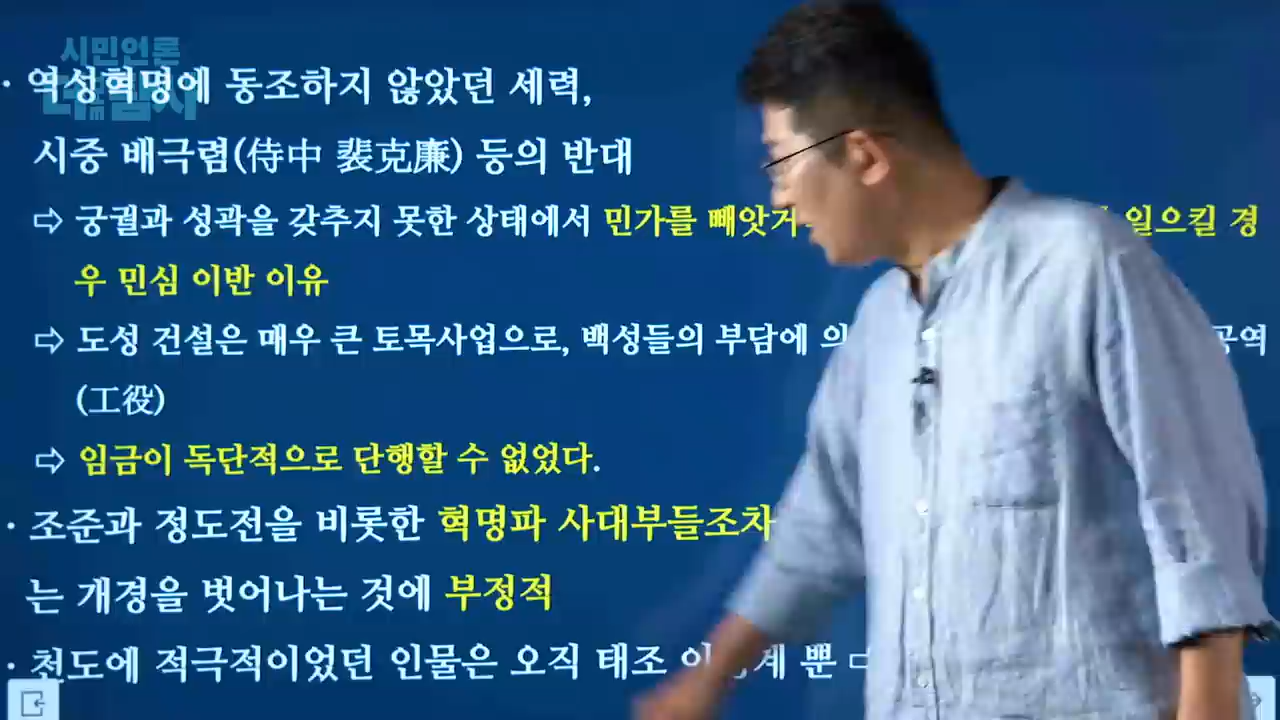 시민언론
· 역성혁명에 동조하지 않았던 세력,
시중 배극렴(侍中 裴克廉) 등의 반대
⇨ 궁궐과 성곽을 갖추지 못한 상태에서 민가를 빼앗거 일으킬 경
우 민심 이반 이유
⇨ 도성 건설은 매우 큰 토목사업으로, 백성들의 부담에 의 공역
(工役)
⇨ 임금이 독단적으로 단행할 수 없었다.
· 조준과 정도전을 비롯한 혁명파 사대부들조차
는 개경을 벗어나는 것에 부정적
· 천도에 적극적이었던 인물은 오직 태조 이 계 뿐